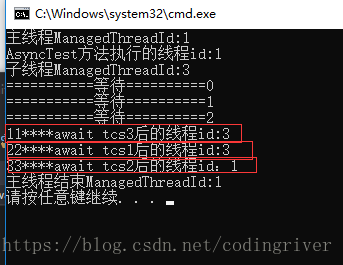 C:\Windows\system32\cmd.exe
主线程ManagedThreadId:1
AsyncTest方法执行的线程id:1
子线程ManagedThreadId:3
===========等待==========0
===========等待==========1
===========等待==========2
11****await tcs3后的线程id:3
22****await tcs1后的线程id:3
33****await tcs2后的线程id: 1
主线程结束ManagedThreadId:1
请按任意键继续. . .
https://blog.csdn.net/codingriver